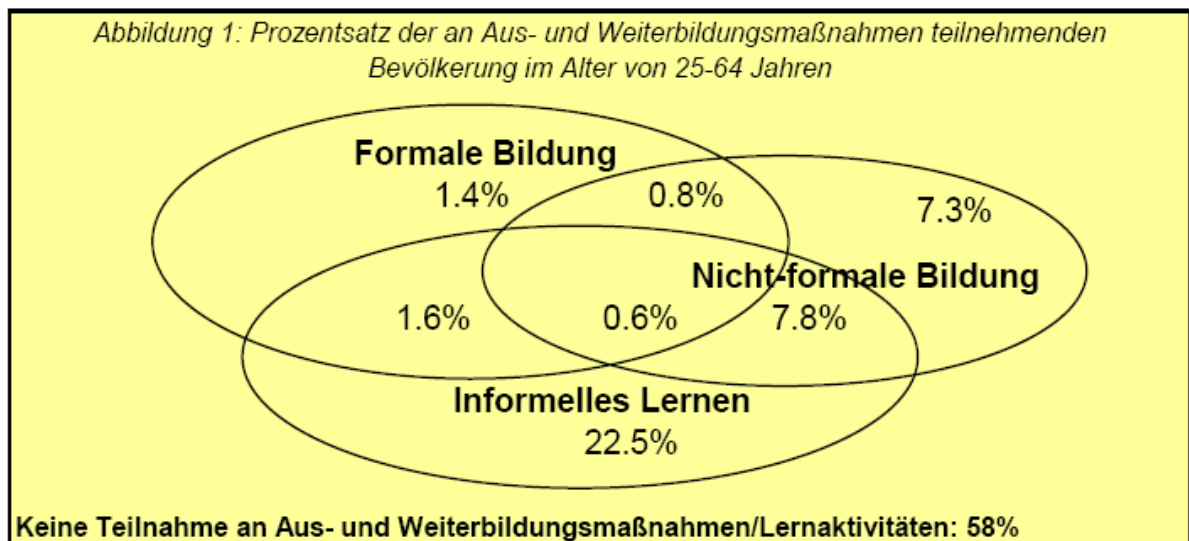 Abbildung 1: Prozentsatz der an Aus- und Weiterbildungsmaßnahmen teilnehmenden
Bevölkerung im Alter von 25-64 Jahren
Formale Bildung
1.4%
0.8%
7.3%
Nicht-formale Bildung
1.6%
0.6%
7.8%
Informelles Lernen
22.5%
Keine Teilnahme an Aus- und Weiterbildungsmaßnahmen/Lernaktivitäten: 58%